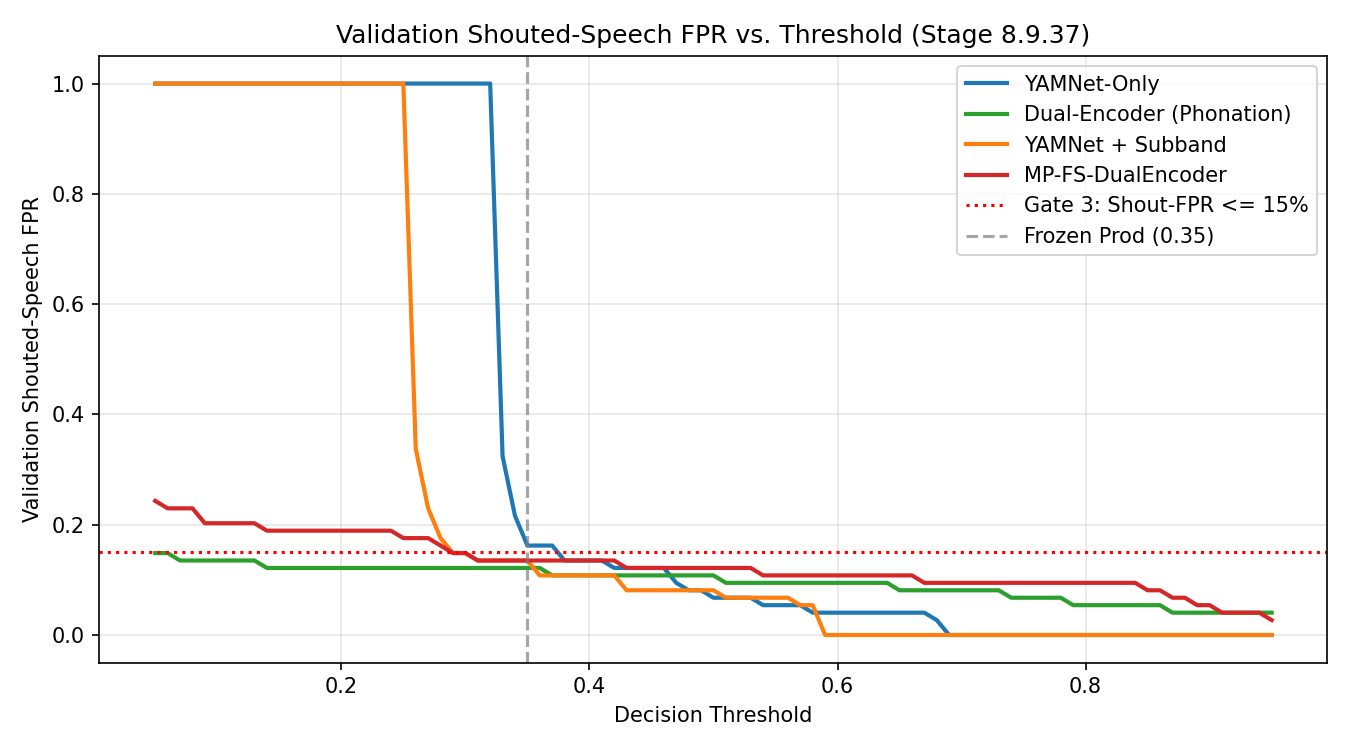 Validation Shouted-Speech FPR vs. Threshold (Stage 8.9.37)
YAMNet-Only
Dual-Encoder (Phonation)
YAMNet + Subband
MP-FS-DualEncoder
Gate 3: Shout-FPR <= 15%
Frozen Prod (0.35)
Validation Shouted-Speech FPR
1.0
0.8
0.6
0.4
0.2
0.0
0.2
0.4
0.6
0.8
Decision Threshold